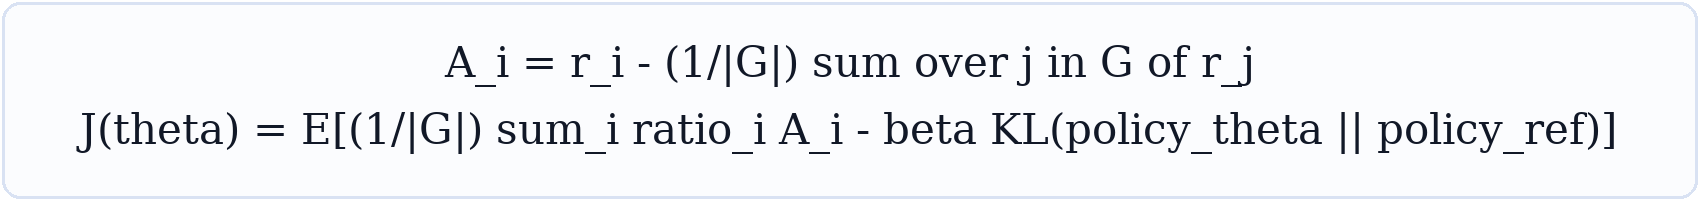 A_i = r_i - (1/|G|) sum over j in G of r_j
J(theta) = E[(1/|G|) sum_i ratio_i A_i - beta KL(policy_theta || policy_ref)]